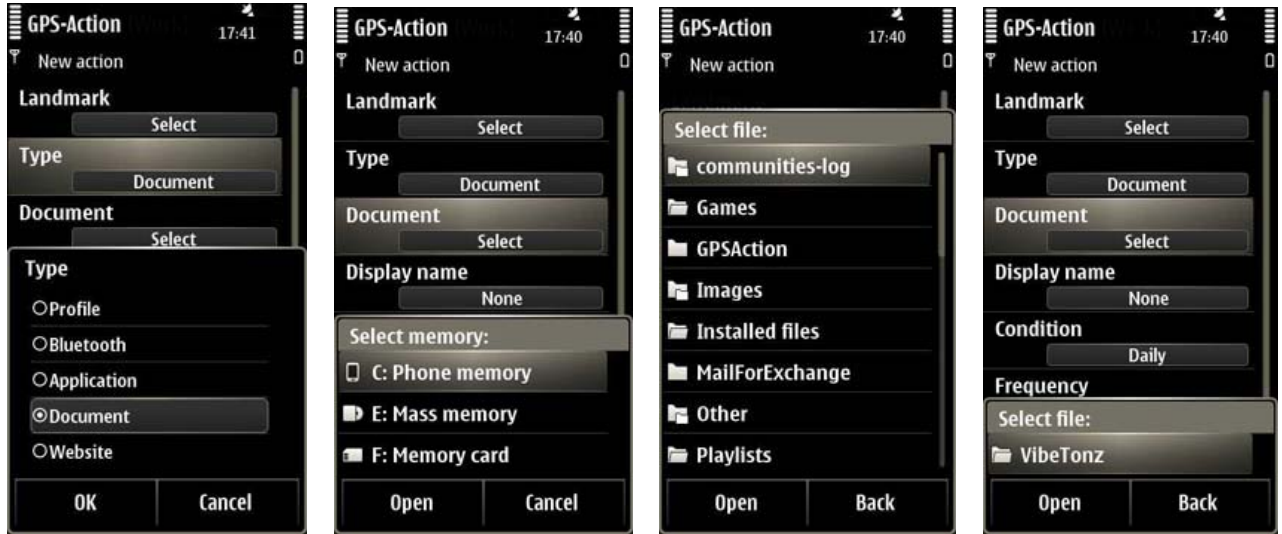 GPS-Action
17:41
New action
Landmark
Select
Type
Document
Document
Select
Type
Profile
Bluetooth
Application
Document
Website
OK Cancel
GPS-Action
17:40
New action
Landmark
Select
Type
Document
Document
Select
Display name
None
Select memory:
C: Phone memory
E: Mass memory
F: Memory card
Open Cancel
GPS-Action
17:40
New action
Select file:
communities-log
Games
GPSAction
Images
Installed files
MailForExchange
Other
Playlists
Open Back
GPS-Action
17:40
New action
Landmark
Select
Type
Document
Document
Select
Display name
None
Condition
Daily
Frequency
Select file:
VibeTonz
Open Back